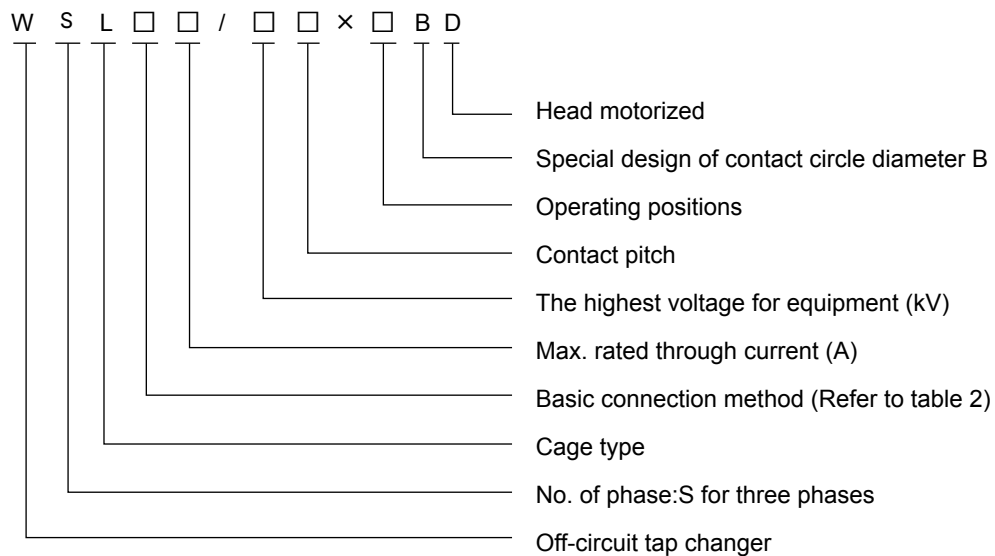 W S L □ □ / □ □ × □ B D
Head motorized
Special design of contact circle diameter B
Operating positions
Contact pitch
The highest voltage for equipment (kV)
Max. rated through current (A)
Basic connection method (Refer to table 2)
Cage type
No. of phase:S for three phases
Off-circuit tap changer